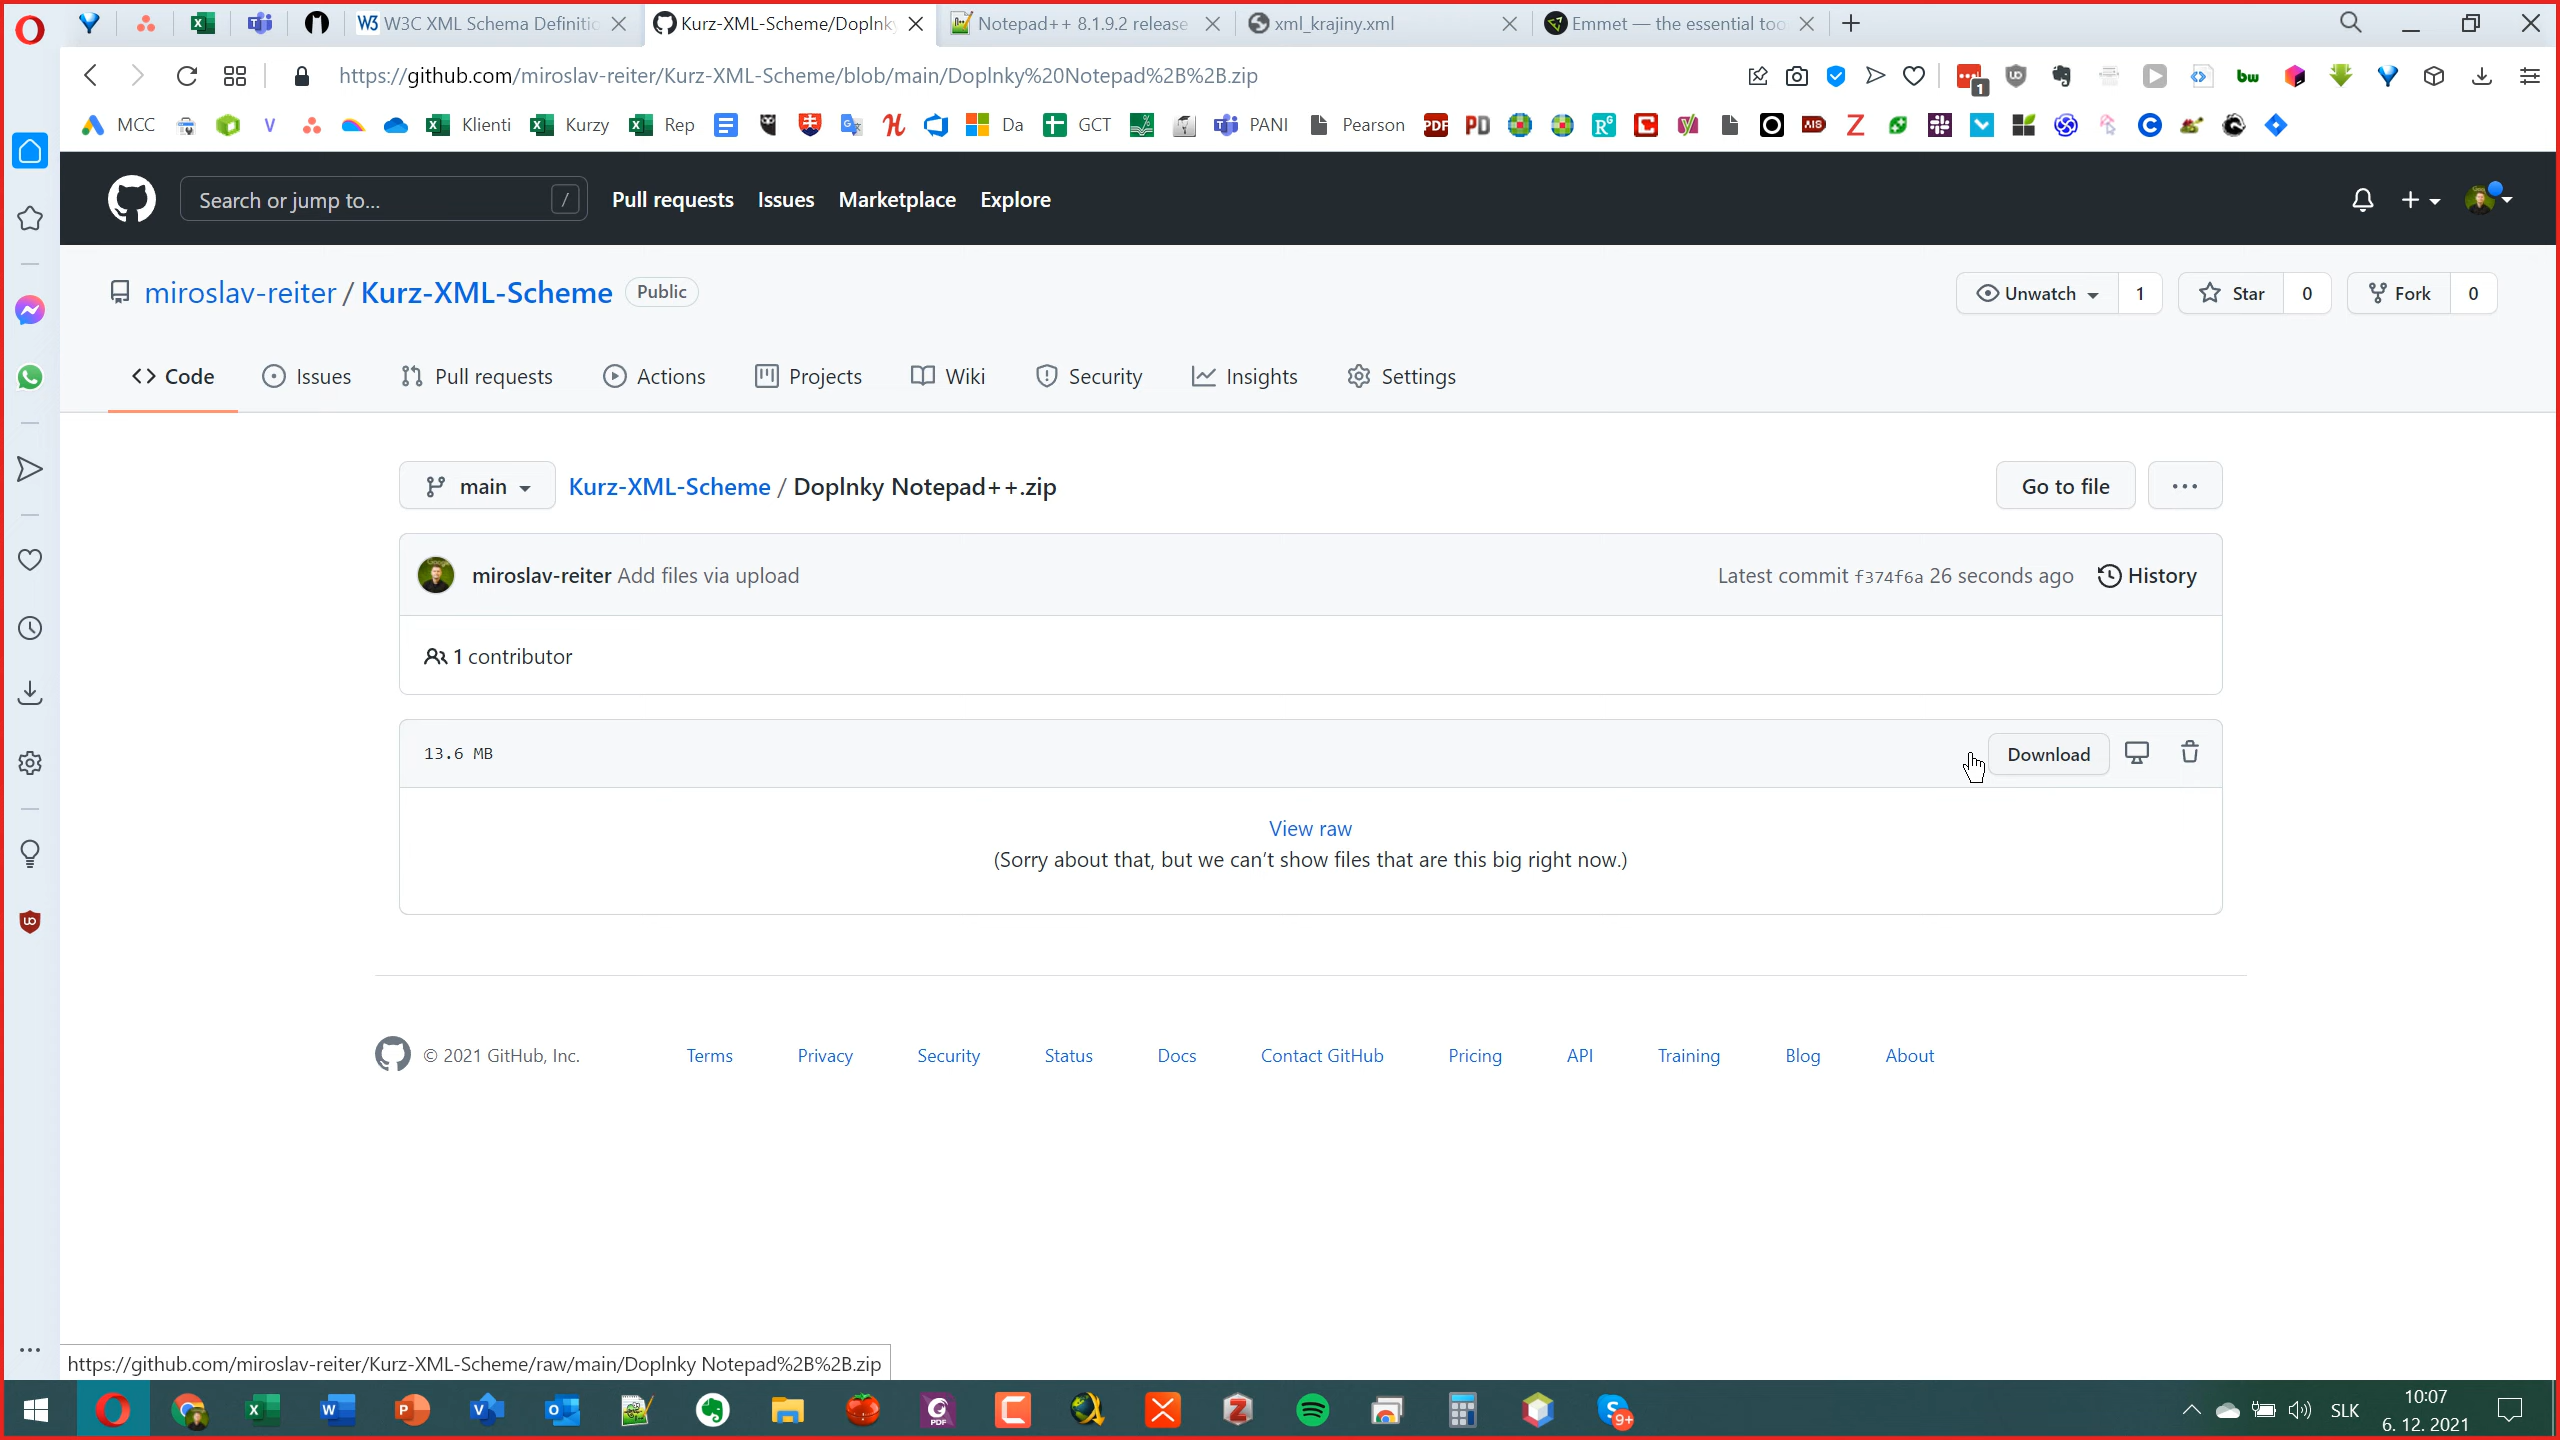 W3C XML Schema Definitio
Kurz-XML-Scheme/Doplnky
Notepad++ 8.1.9.2 release
xml_krajiny.xml
Emmet — the essential too
https://github.com/miroslav-reiter/Kurz-XML-Scheme/blob/main/Doplnky%20Notepad%2B%2B.zip
1
MCC
V
Klienti
Kurzy
Rep
Da
GCT
PANI
Pearson
PDF
PD
AIS
Search or jump to...
/
Pull requests
Issues
Marketplace
Explore
miroslav-reiter / Kurz-XML-Scheme
Public
Unwatch
1
Star
0
Fork
0
Code
Issues
Pull requests
Actions
Projects
Wiki
Security
Insights
Settings
main
Kurz-XML-Scheme / Doplnky Notepad++.zip
Go to file
miroslav-reiter Add files via upload
Latest commit f374f6a 26 seconds ago
History
1 contributor
13.6 MB
Download
View raw
(Sorry about that, but we can't show files that are this big right now.)
© 2021 GitHub, Inc.
Terms
Privacy
Security
Status
Docs
Contact GitHub
Pricing
API
Training
Blog
About
https://github.com/miroslav-reiter/Kurz-XML-Scheme/raw/main/Doplnky Notepad%2B%2B.zip
9+
SLK
10:07
6. 12. 2021